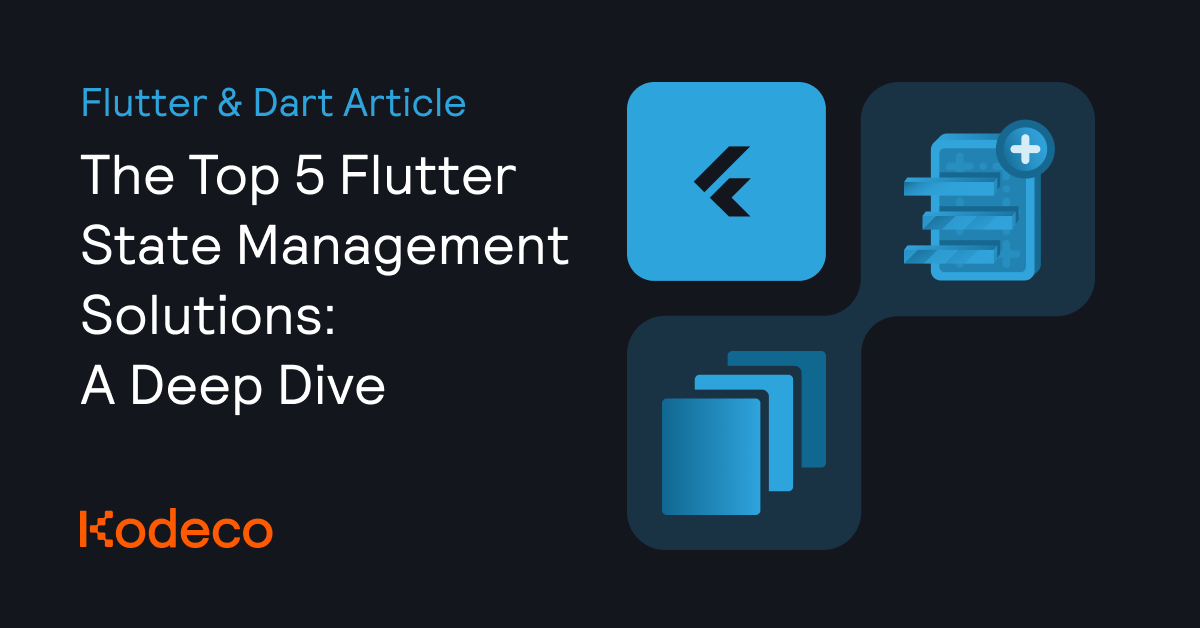 Flutter & Dart Article
The Top 5 Flutter
State Management
Solutions:
A Deep Dive
Kodeco